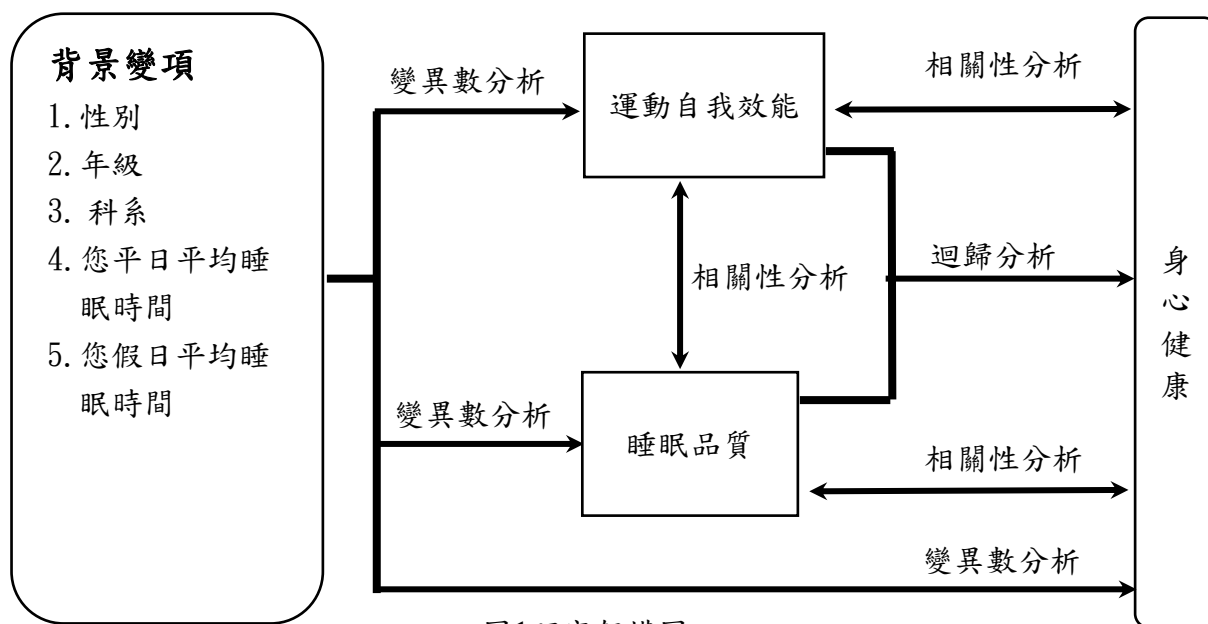 背景變項
1.性別
2.年級
3. 科系
4.您平日平均睡
眠時間
5.您假日平均睡
眠時間
變異數分析
運動自我效能
相關性分析
相關性分析
迴歸分析
身心健康
變異數分析
睡眠品質
相關性分析
變異數分析